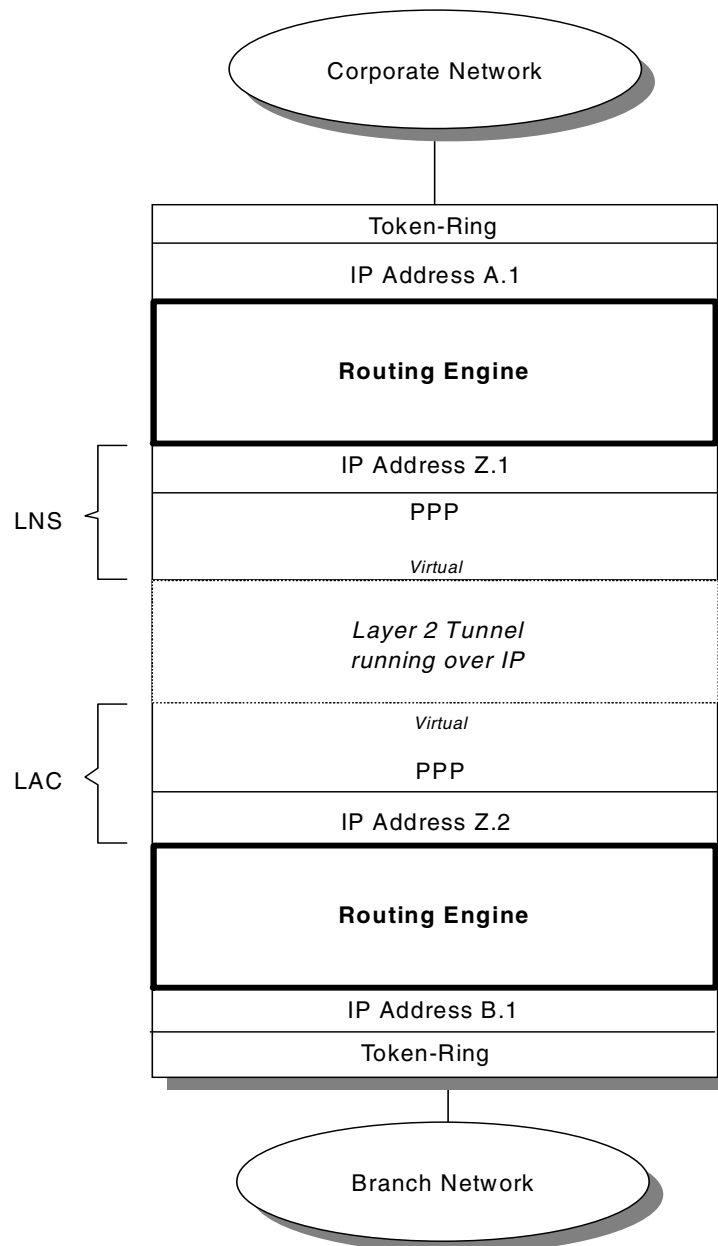 Corporate Network
Token-Ring
IP Address A.1
Routing Engine
IP Address Z.1
LNS
PPP
Virtual
Layer 2 Tunnel
running over IP
Virtual
LAC
PPP
IP Address Z.2
Routing Engine
IP Address B.1
Token-Ring
Branch Network